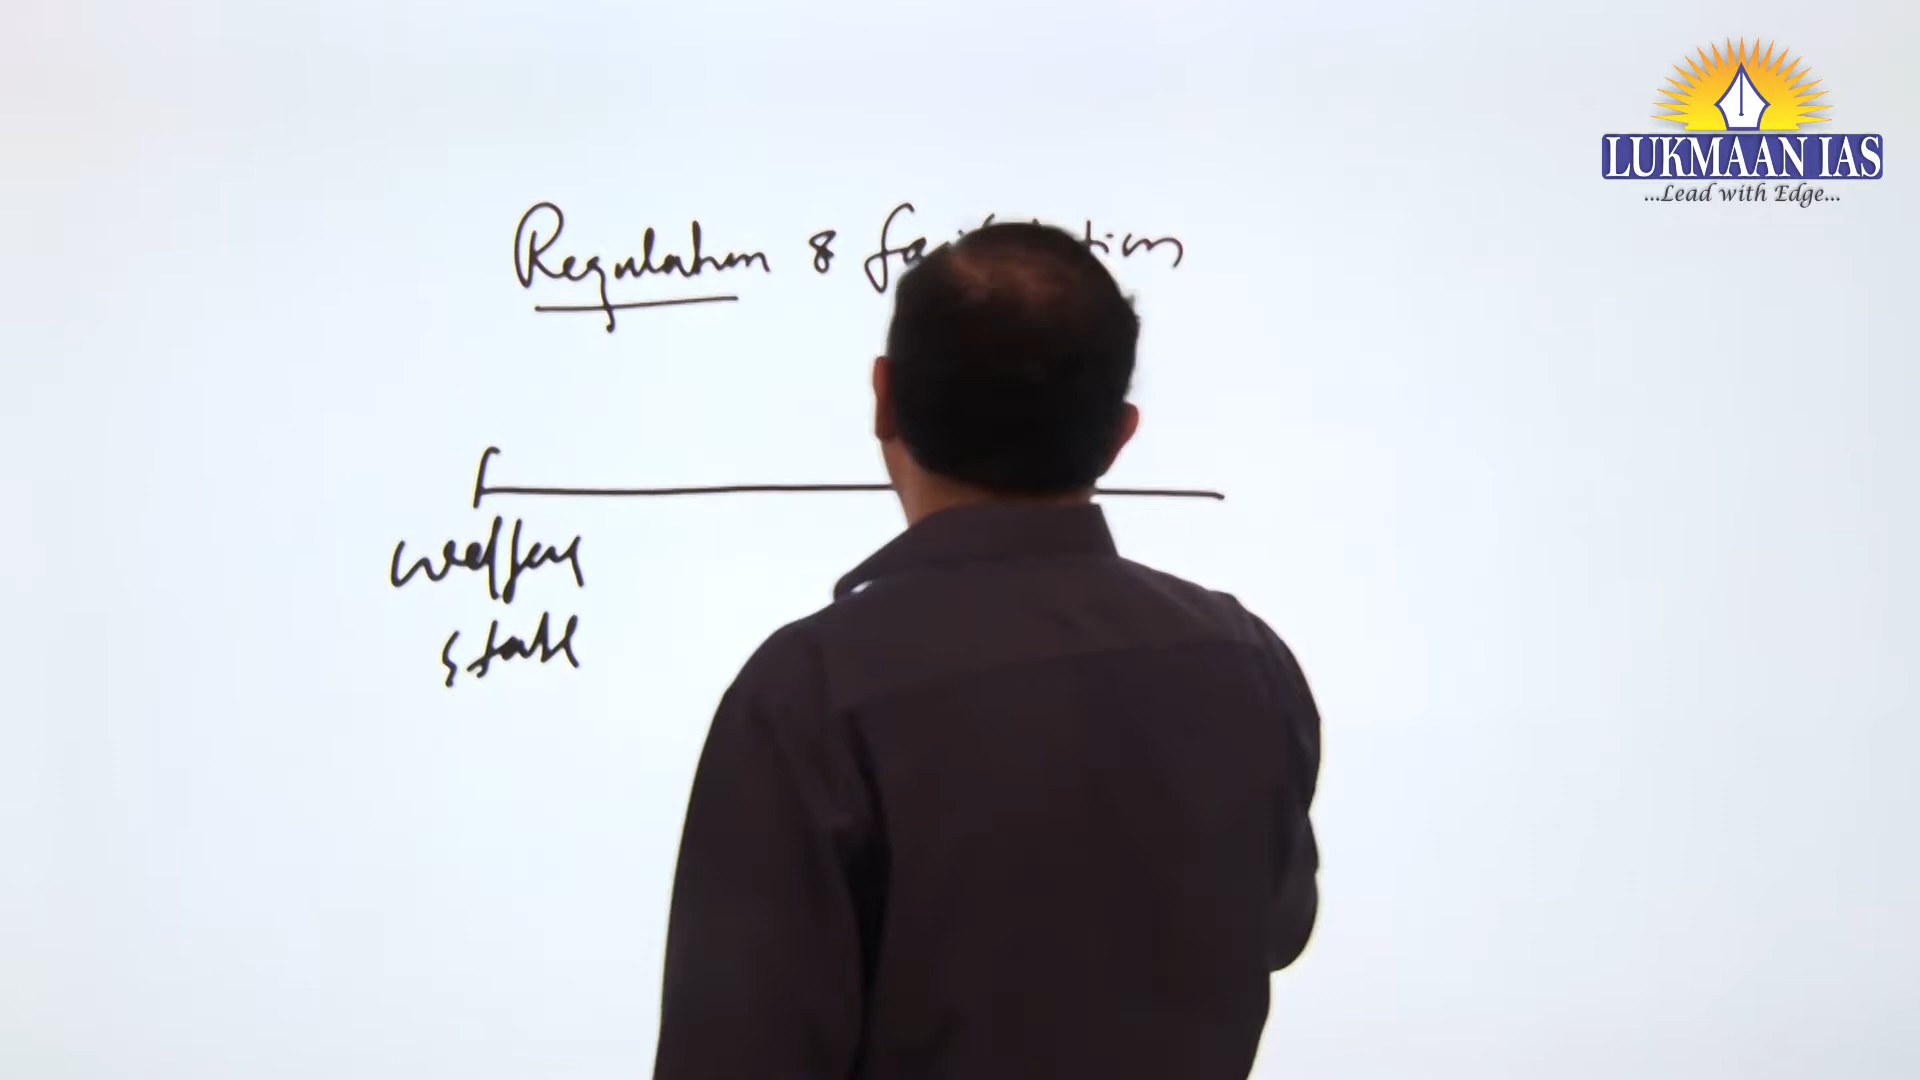 LUKMAAN IAS
...Lead with Edge...
Regulation &
welfare
state